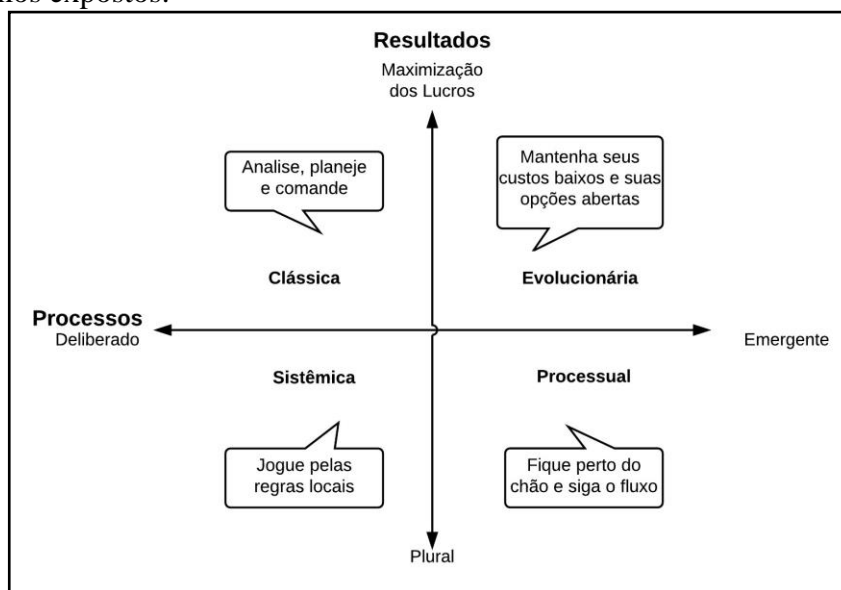 nos expostos.
Resultados
Maximização
dos Lucros
Analise, planeje
e comande
Mantenha seus
custos baixos e suas
opções abertas
Clássica
Evolucionária
Processos
Deliberado
Emergente
Sistêmica
Processual
Jogue pelas
regras locais
Fique perto do
chão e siga o fluxo
Plural